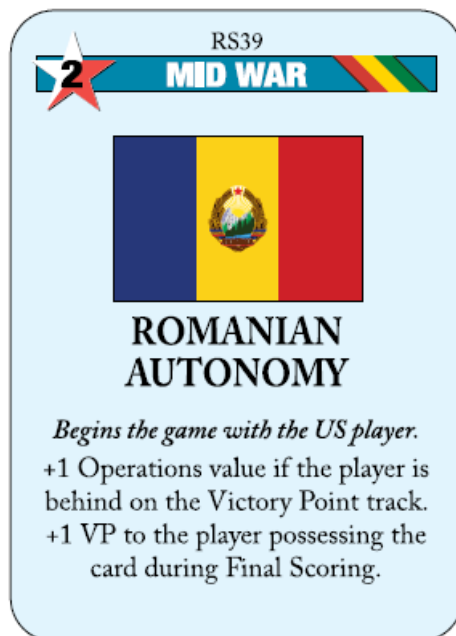 RS39
2 MID WAR
ROMANIAN
AUTONOMY
Begins the game with the US player.
+1 Operations value if the player is
behind on the Victory Point track.
+1 VP to the player possessing the
card during Final Scoring.